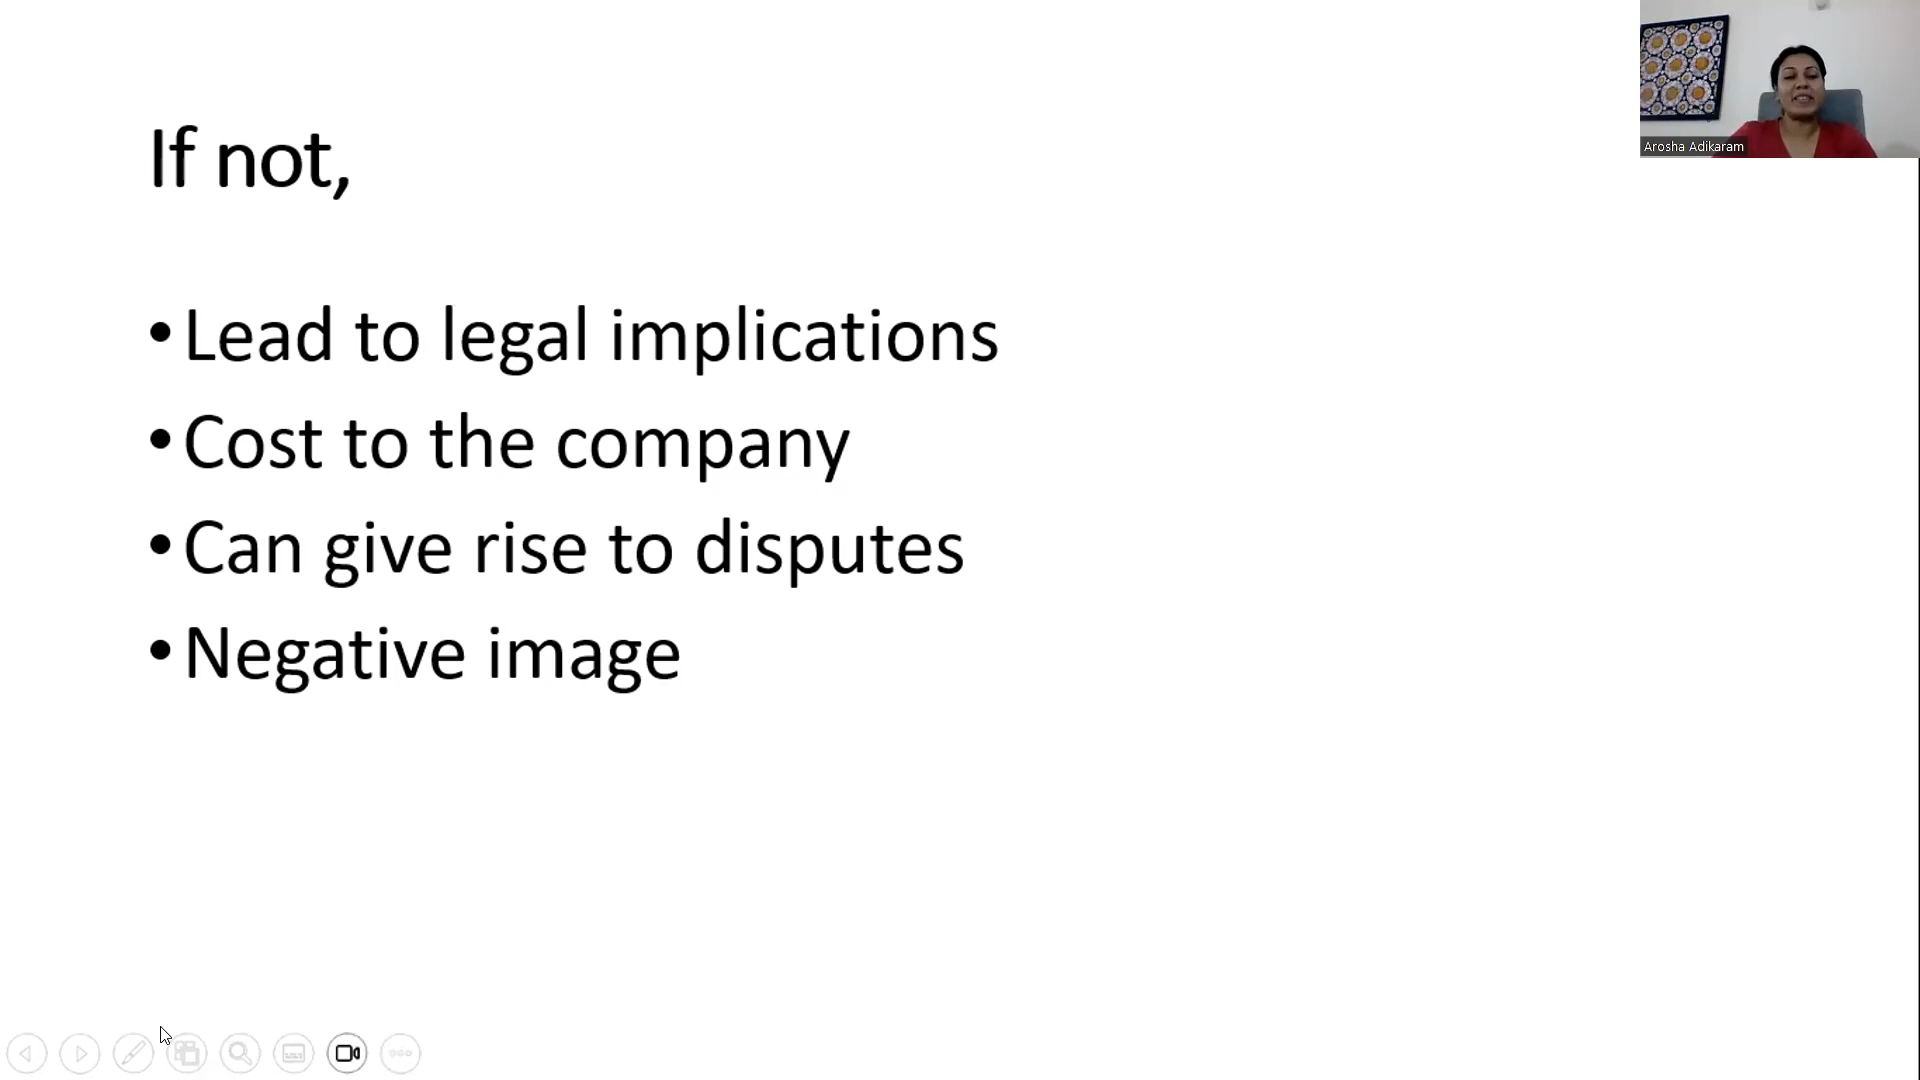 If not,
• Lead to legal implications
• Cost to the company
• Can give rise to disputes
• Negative image
Arosha Adikaram